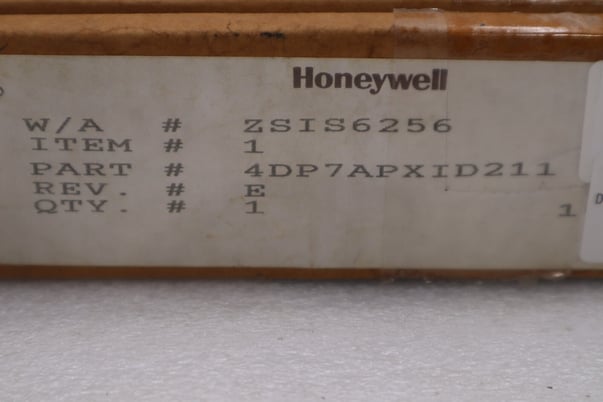 Honeywell
W/A # ZSIS6256
ITEM # 1
PART # 4DP7APXID211
REV. # E
QTY. # 1 1